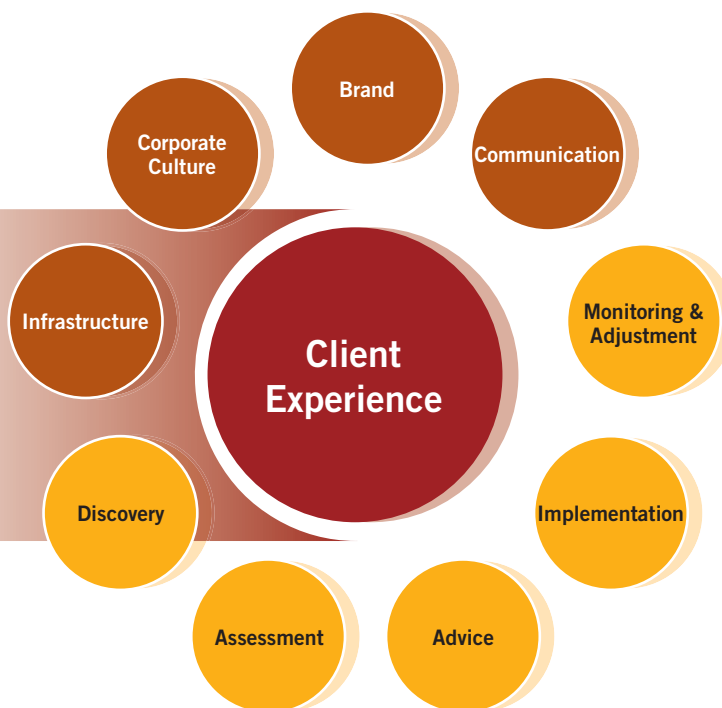 Brand
Corporate
Culture
Communication
Infrastructure
Monitoring &
Adjustment
Client
Experience
Discovery
Implementation
Assessment
Advice